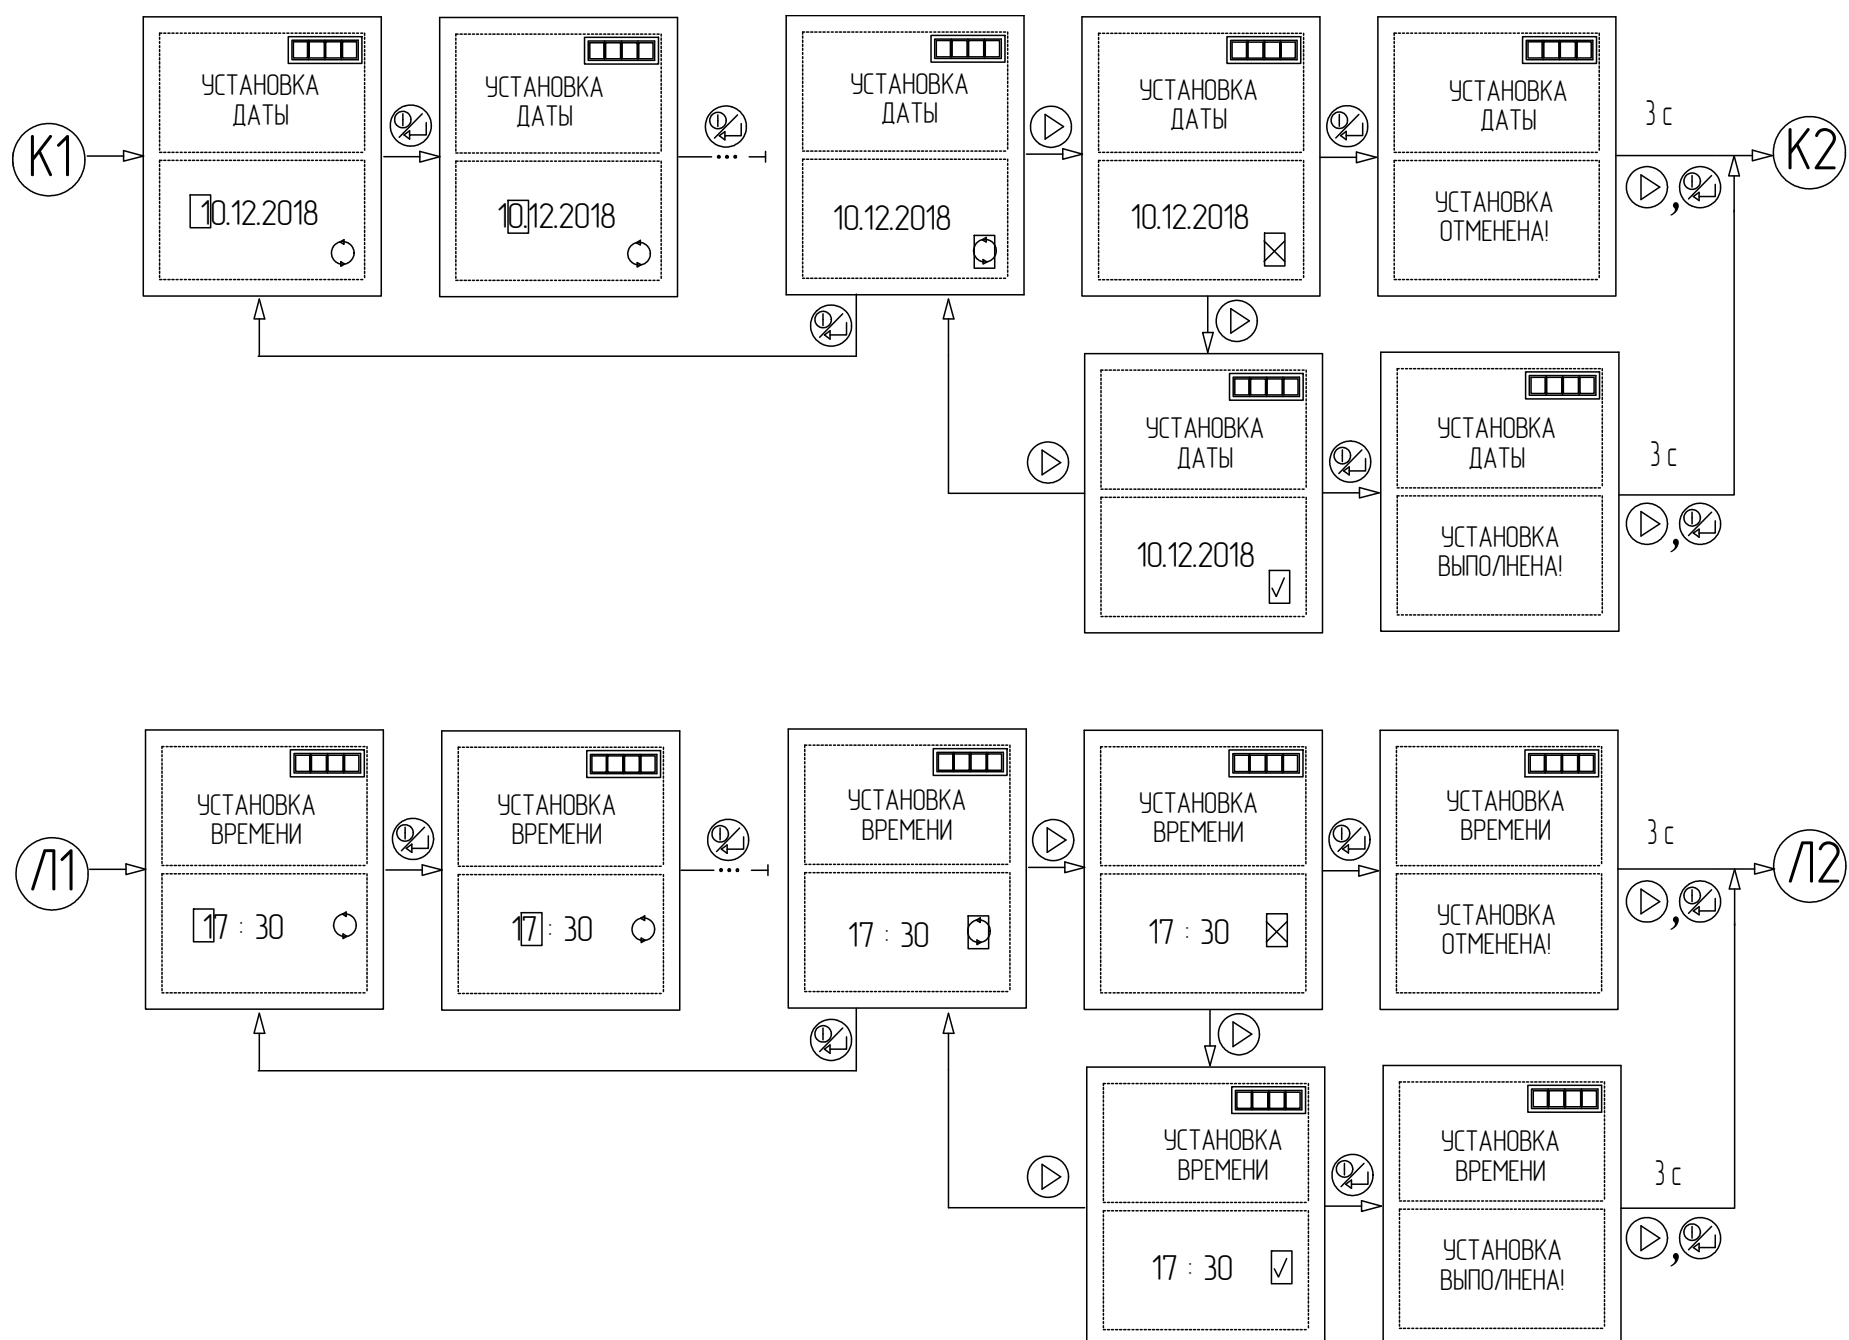 К1
УСТАНОВКА
ДАТЫ
10.12.2018
УСТАНОВКА
ДАТЫ
10.12.2018
...
УСТАНОВКА
ДАТЫ
10.12.2018
УСТАНОВКА
ДАТЫ
10.12.2018
УСТАНОВКА
ДАТЫ
УСТАНОВКА
ОТМЕНЕНА!
3 с
,
К2
УСТАНОВКА
ДАТЫ
10.12.2018
УСТАНОВКА
ДАТЫ
УСТАНОВКА
ВЫПОЛНЕНА!
3 с
,
Л1
УСТАНОВКА
ВРЕМЕНИ
17 : 30
УСТАНОВКА
ВРЕМЕНИ
17 : 30
...
УСТАНОВКА
ВРЕМЕНИ
17 : 30
УСТАНОВКА
ВРЕМЕНИ
17 : 30
УСТАНОВКА
ВРЕМЕНИ
УСТАНОВКА
ОТМЕНЕНА!
3 с
,
Л2
УСТАНОВКА
ВРЕМЕНИ
17 : 30
УСТАНОВКА
ВРЕМЕНИ
УСТАНОВКА
ВЫПОЛНЕНА!
3 с
,